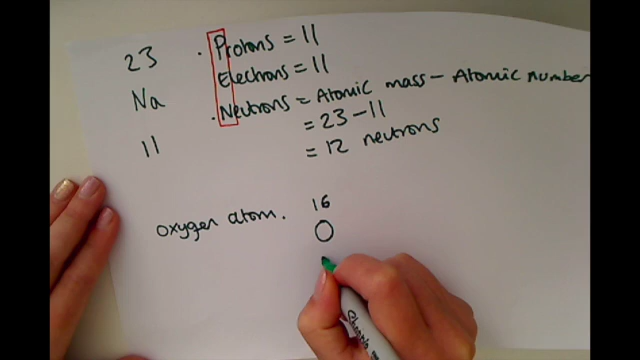 23 · Protons = 11
Electrons = 11
Na
· Neutrons = Atomic mass - Atomic number
= 23 - 11
11
= 12 neutrons
oxygen atom. 16
O